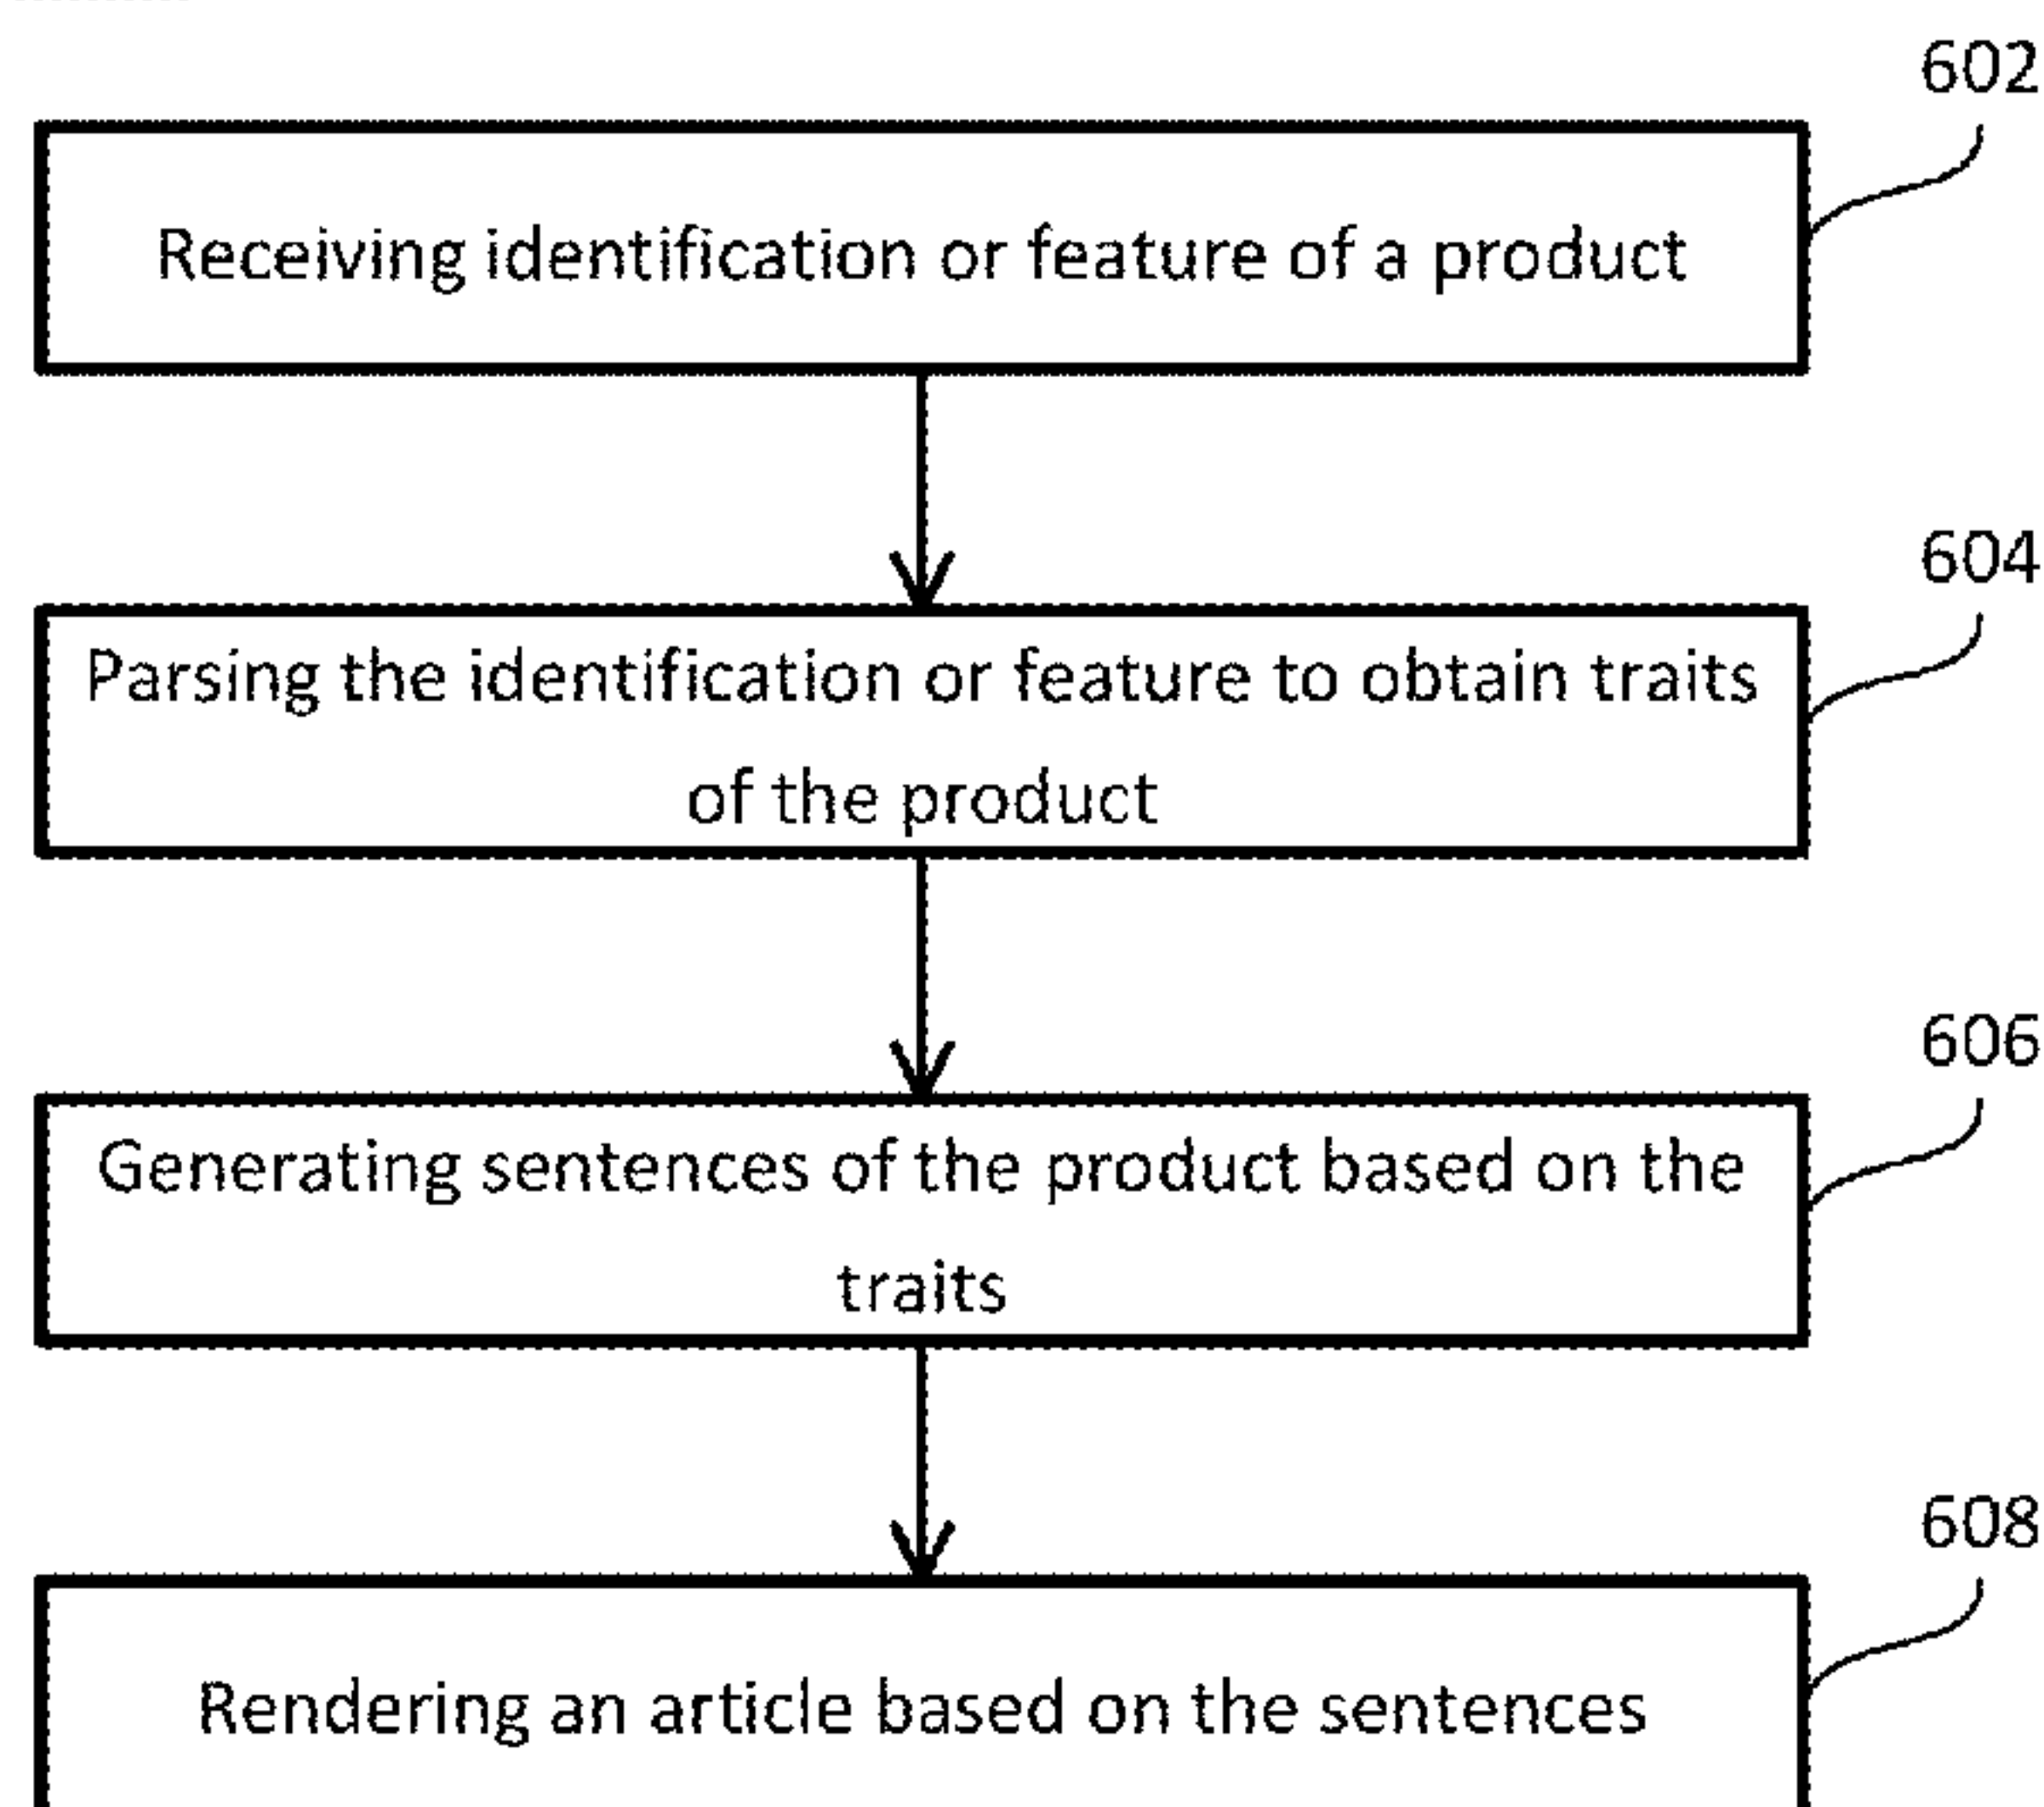 602
Receiving identification or feature of a product
604
Parsing the identification or feature to obtain traits
of the product
606
Generating sentences of the product based on the
traits
608
Rendering an article based on the sentences